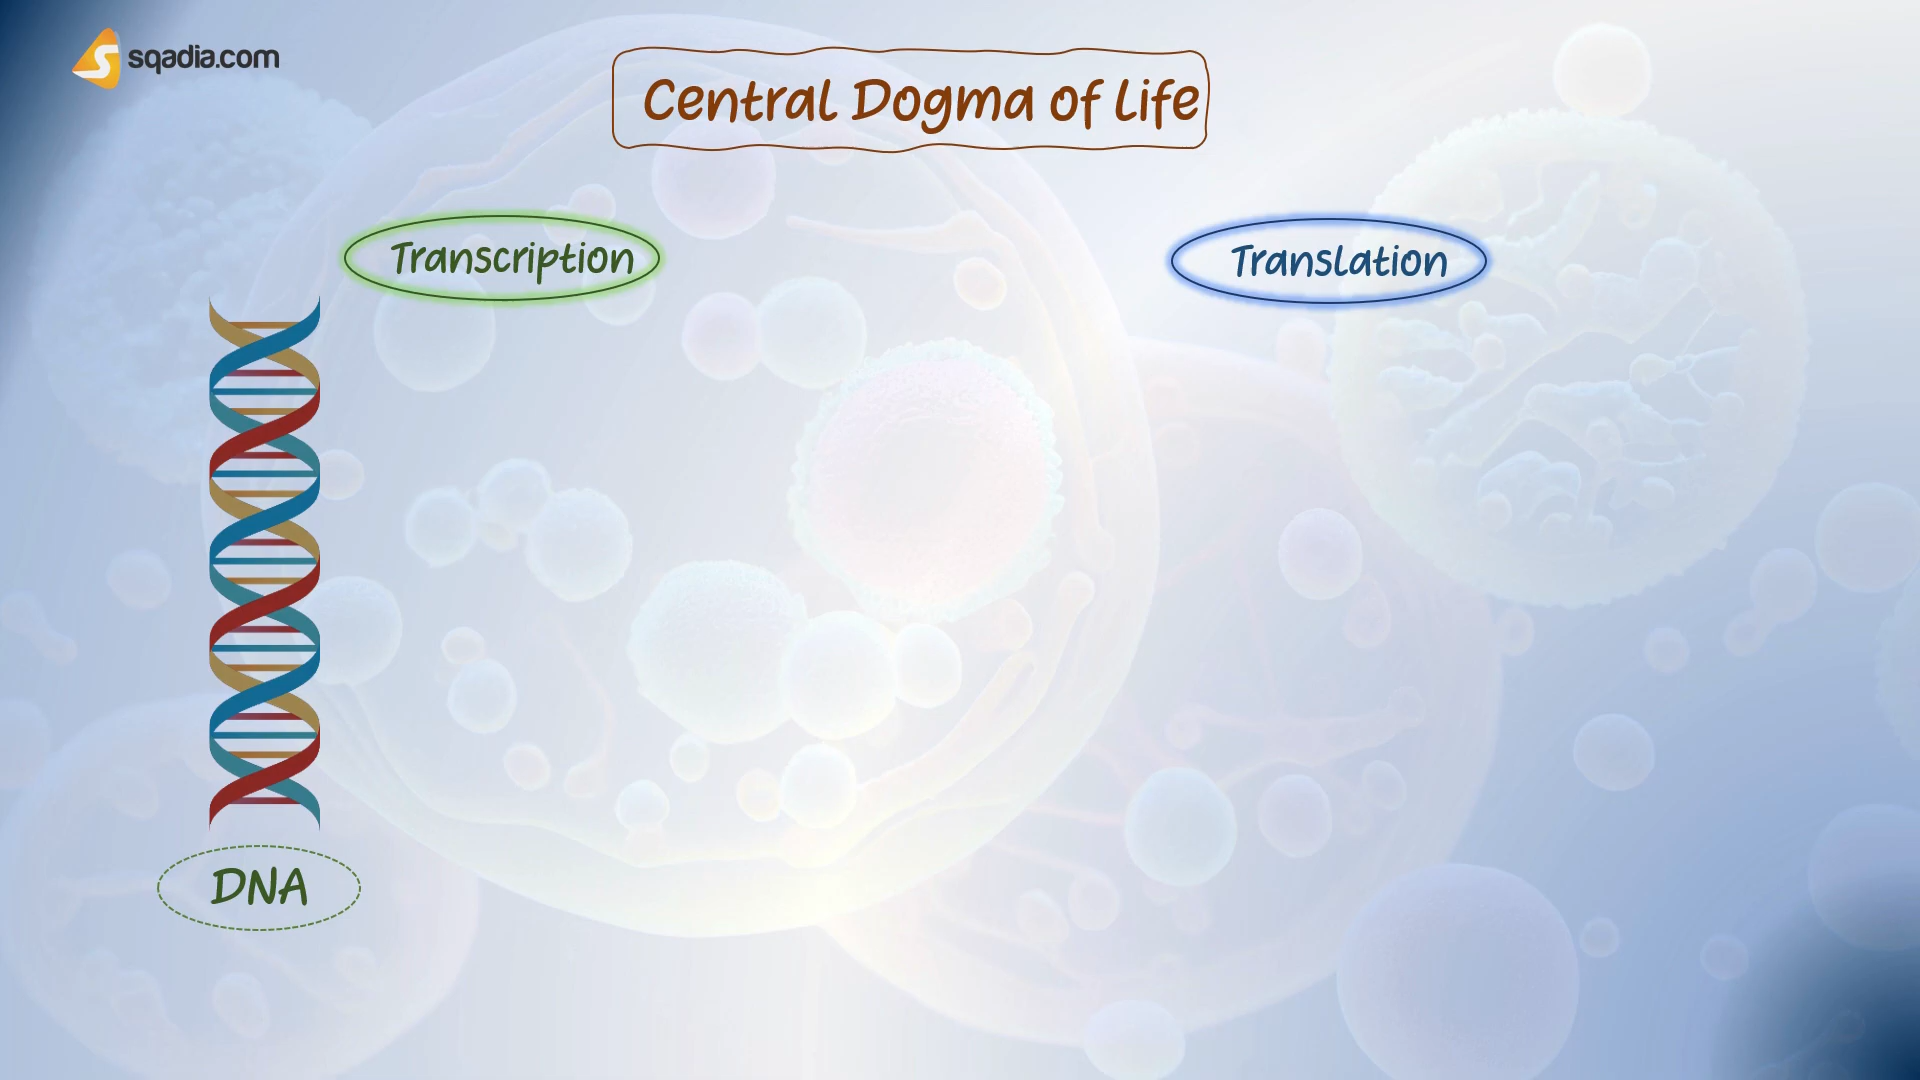 sqadia.com
Central Dogma of Life
Transcription
Translation
DNA